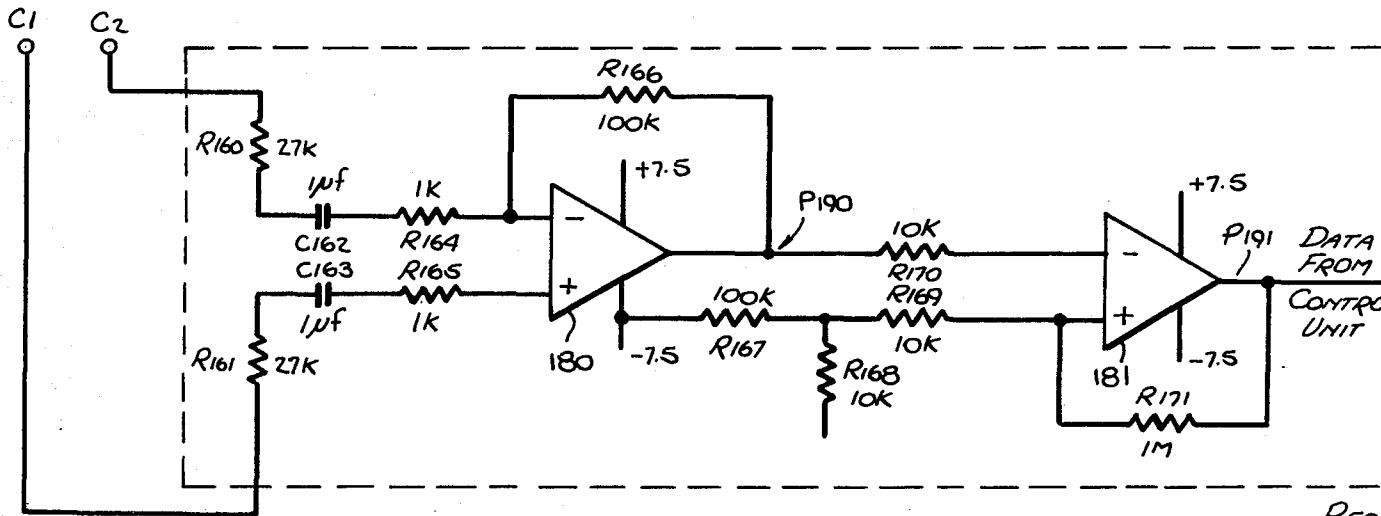 C1
C2
R166
100K
R160
27K
1µf
1K
+7.5
C162
R164
−
P190
10K
+7.5
P191
DATA
FROM
CONTRO
UNIT
C163
R165
+
R170
−
1µf
1K
100K
R169
+
R161
27K
180
-7.5
R167
10K
181
-7.5
R168
10K
R171
1M